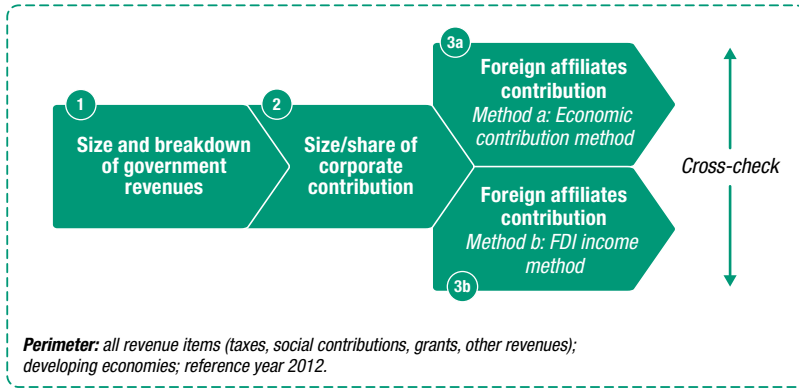 1
Size and breakdown
of government
revenues
2
Size/share of
corporate
contribution
3a
Foreign affiliates
contribution
Method a: Economic
contribution method
Foreign affiliates
contribution
Method b: FDI income
method
3b
Cross-check
Perimeter: all revenue items (taxes, social contributions, grants, other revenues);
developing economies; reference year 2012.